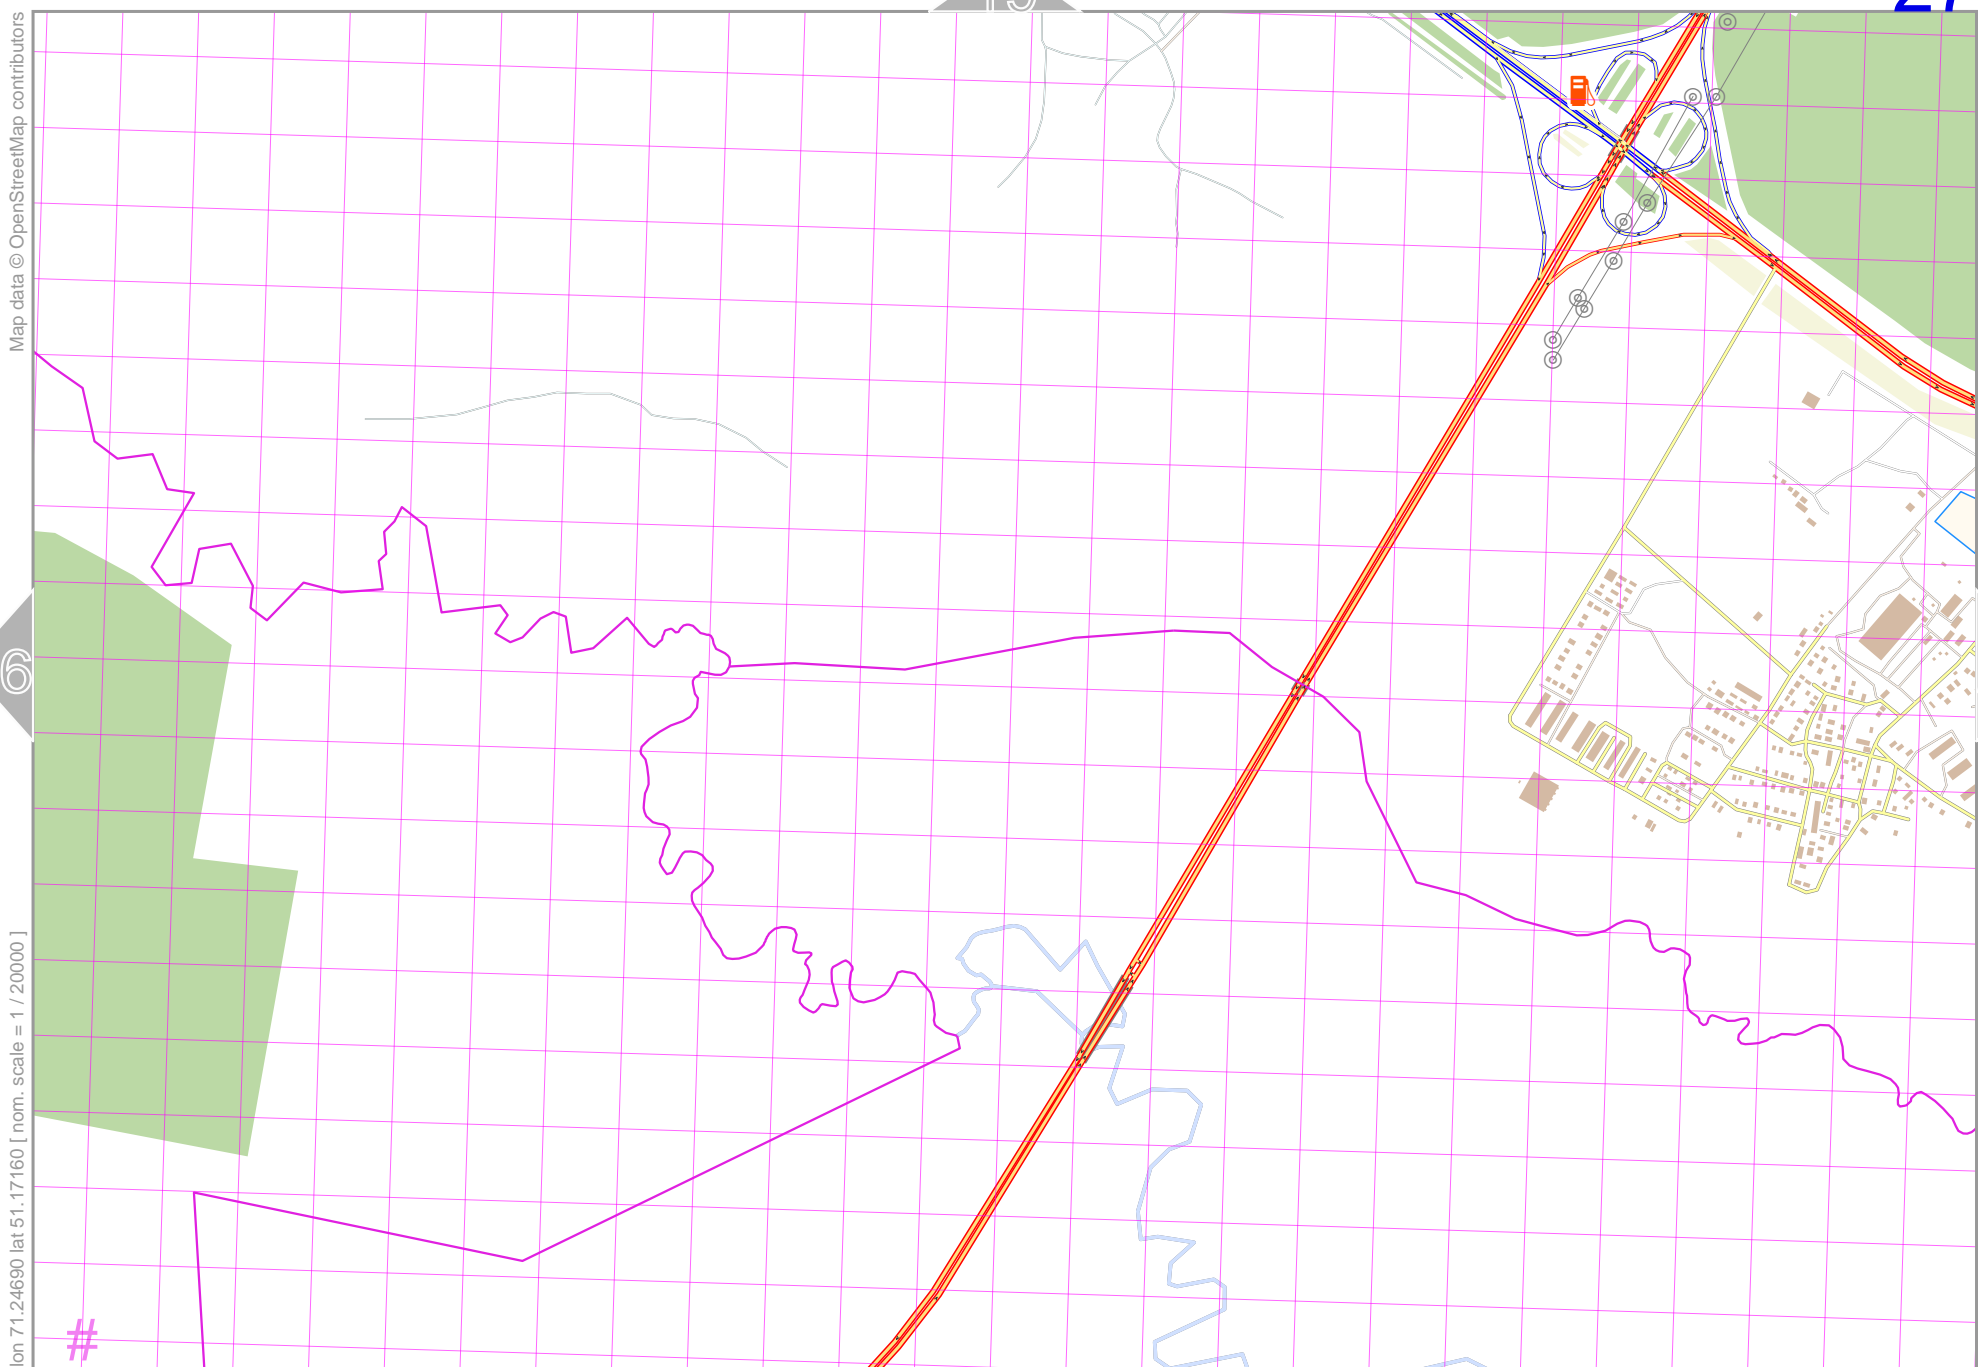 Map data © OpenStreetMap contributors
6
lon 71.24690 lat 51.17160 [ nom. scale = 1 / 20000 ]
#